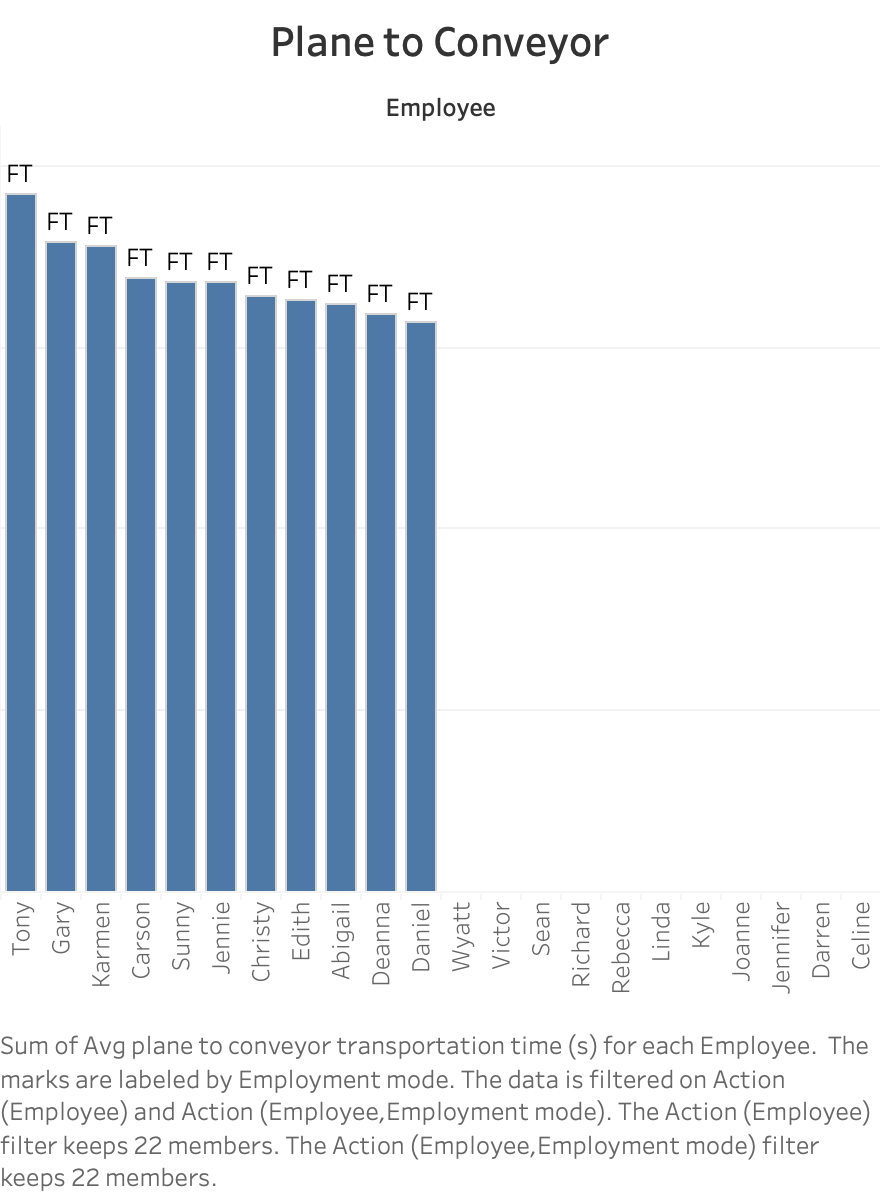 Plane to Conveyor
Employee
FT
FT
FT
FT
FT
FT
FT
FT
FT
FT
FT
Tony
Gary
Karmen
Carson
Sunny
Jennie
Christy
Edith
Abigail
Deanna
Daniel
Wyatt
Victor
Sean
Richard
Rebecca
Linda
Kyle
Joanne
Jennifer
Darren
Celine
Sum of Avg plane to conveyor transportation time (s) for each Employee.  The
marks are labeled by Employment mode. The data is filtered on Action
(Employee) and Action (Employee,Employment mode). The Action (Employee)
filter keeps 22 members. The Action (Employee,Employment mode) filter
keeps 22 members.